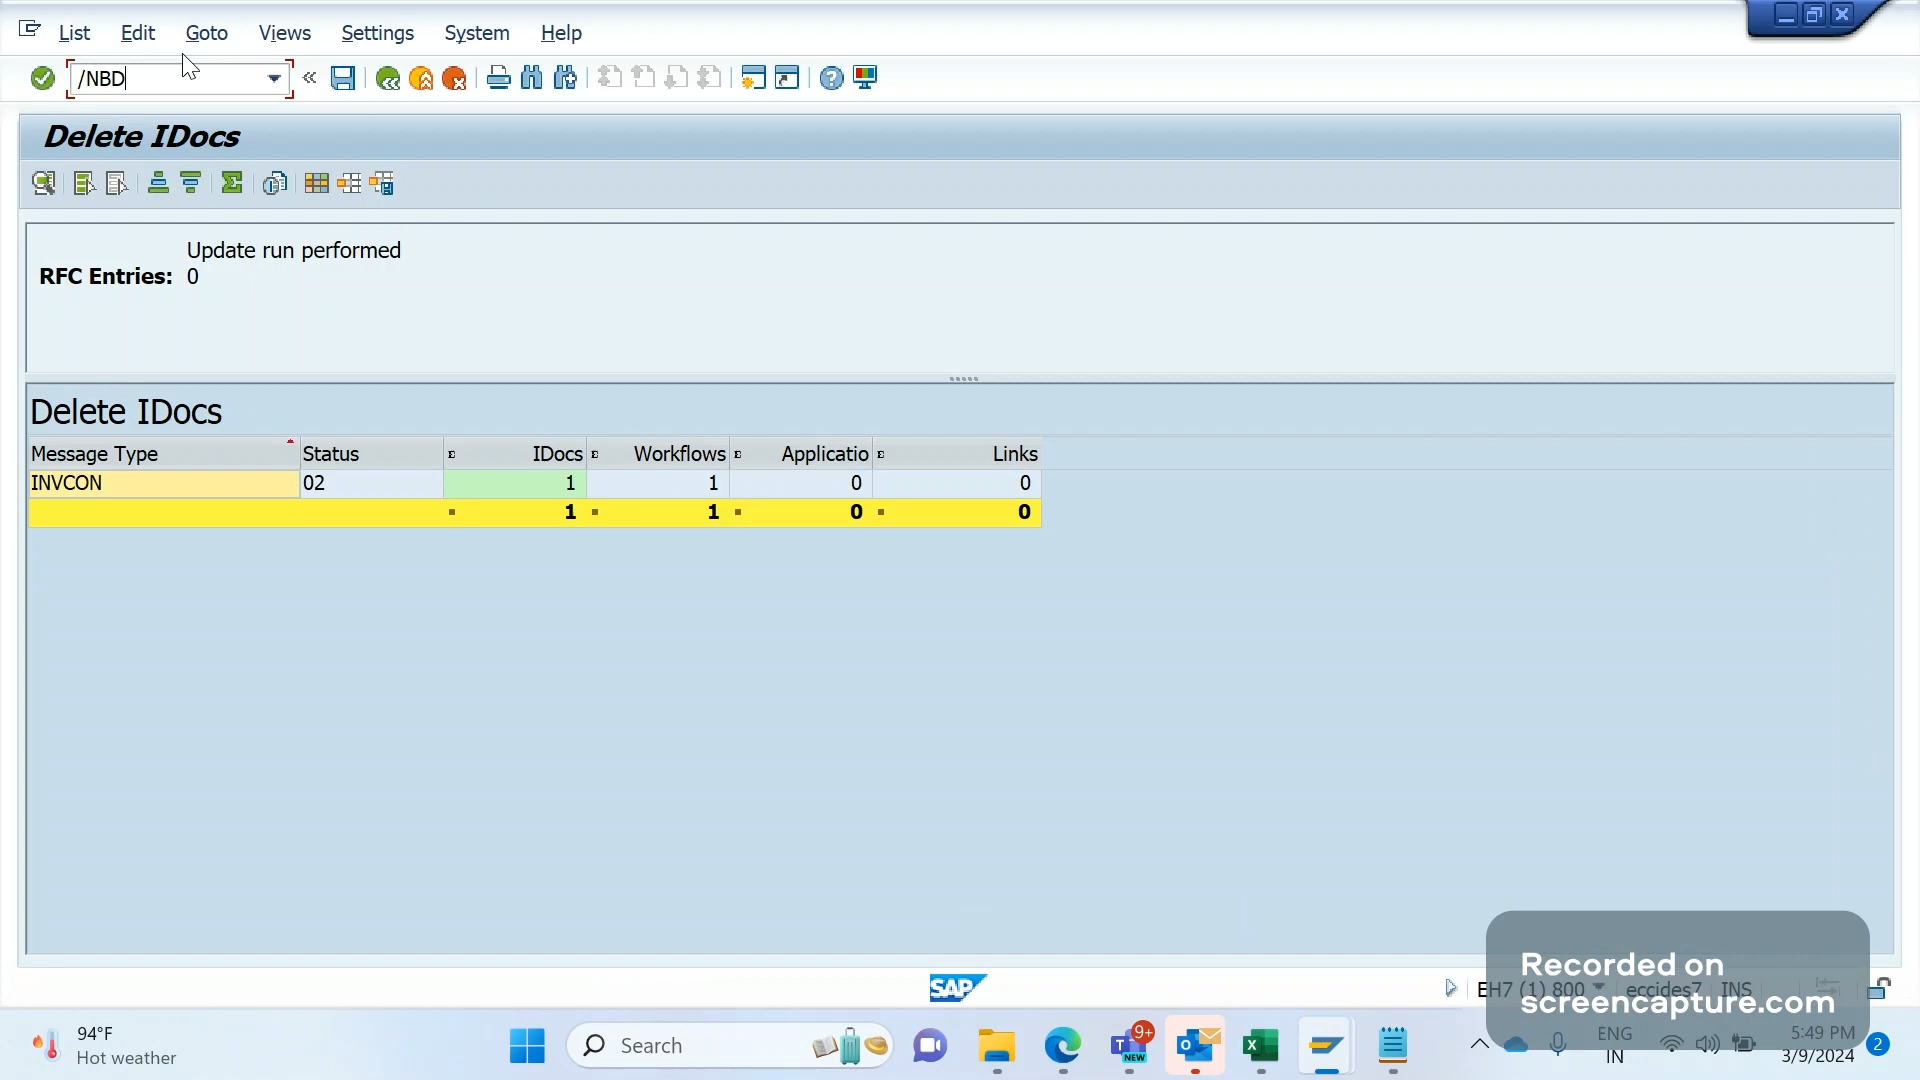 List Edit Goto Views Settings System Help
/NBD
Delete IDocs
Update run performed
RFC Entries: 0
Delete IDocs
Message Type Status IDocs Workflows Applicatio Links
INVCON 02 1 1 0 0
1 1 0 0
SAP
EH7 (1) 800 eccides7 INS
Recorded on
screencapture.com
94°F
Hot weather
Search
9+
NEW
ENG
IN
5:49 PM
3/9/2024
2